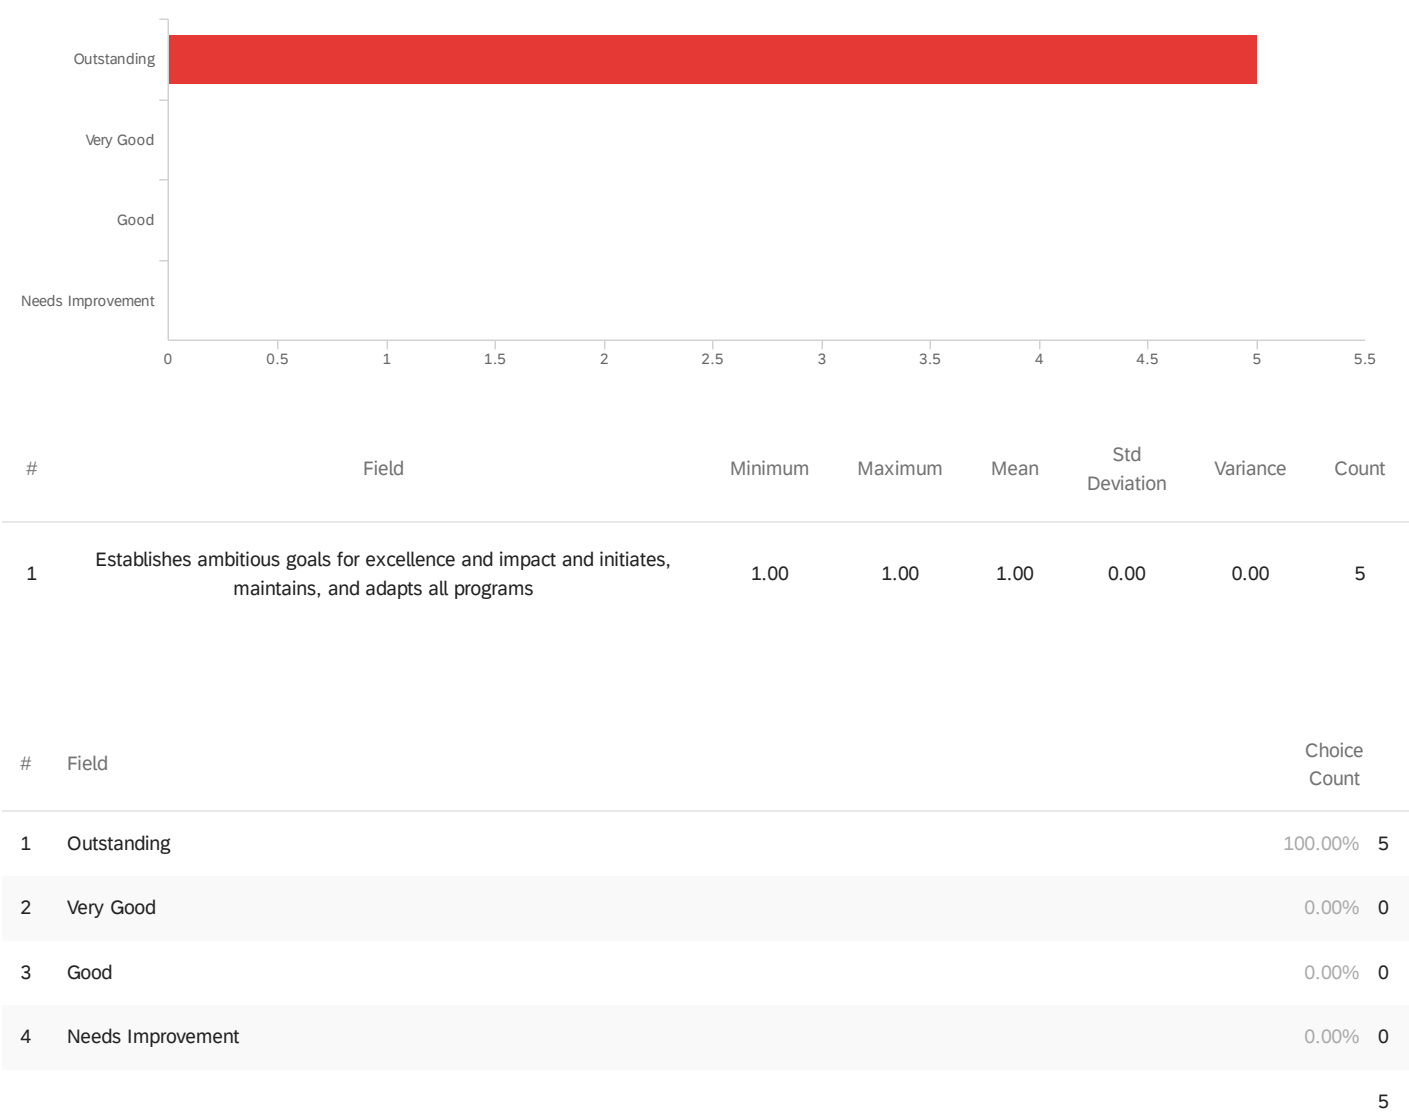 Outstanding
Very Good
Good
Needs Improvement
0 0.5 1 1.5 2 2.5 3 3.5 4 4.5 5 5.5
# Field Minimum Maximum Mean Std Deviation Variance Count
1 Establishes ambitious goals for excellence and impact and initiates,
maintains, and adapts all programs 1.00 1.00 1.00 0.00 0.00 5
# Field Choice Count
1 Outstanding 100.00% 5
2 Very Good 0.00% 0
3 Good 0.00% 0
4 Needs Improvement 0.00% 0
5